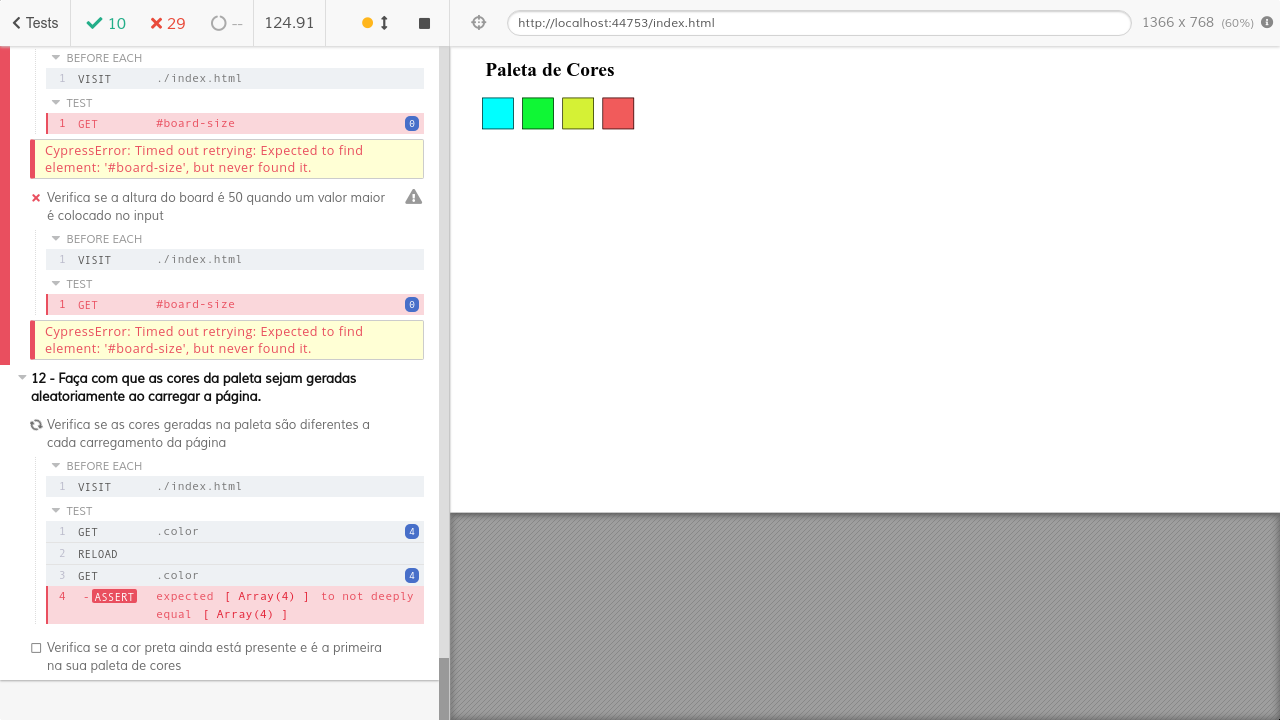 Tests 10 29 -- 124.91
http://localhost:44753/index.html 1366 x 768 (60%)
BEFORE EACH
1 VISIT ./index.html
TEST
1 GET #board-size 0
CypressError: Timed out retrying: Expected to find
element: '#board-size', but never found it.
Verifica se a altura do board é 50 quando um valor maior
é colocado no input
BEFORE EACH
1 VISIT ./index.html
TEST
1 GET #board-size 0
CypressError: Timed out retrying: Expected to find
element: '#board-size', but never found it.
12 - Faça com que as cores da paleta sejam geradas
aleatoriamente ao carregar a página.
Verifica se as cores geradas na paleta são diferentes a
cada carregamento da página
BEFORE EACH
1 VISIT ./index.html
TEST
1 GET .color 4
2 RELOAD
3 GET .color 4
4 -ASSERT expected [ Array(4) ] to not deeply
equal [ Array(4) ]
Verifica se a cor preta ainda está presente e é a primeira
na sua paleta de cores
Paleta de Cores